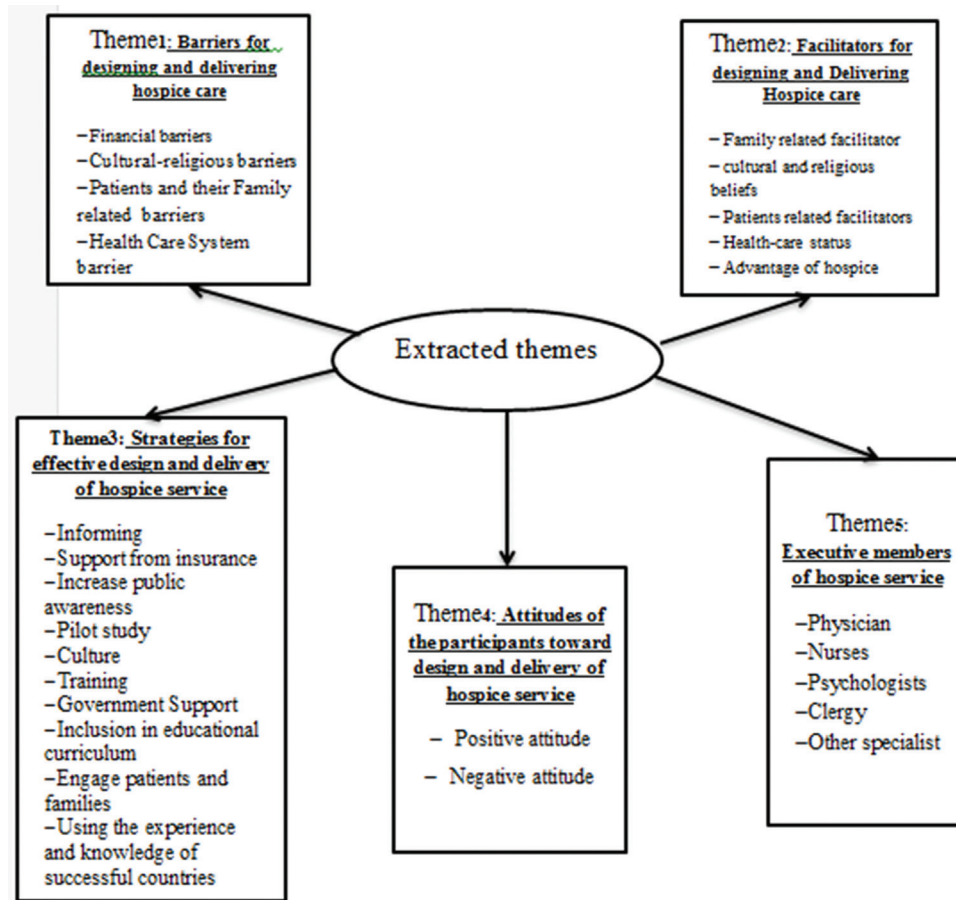 Theme1: Barriers for
designing and delivering
hospice care
–Financial barriers
–Cultural-religious barriers
–Patients and their Family
related barriers
–Health Care System
barrier
Theme2: Facilitators for
designing and Delivering
Hospice care
– Family related facilitator
– cultural and religious
beliefs
– Patients related facilitators
– Health-care status
– Advantage of hospice
Extracted themes
Theme3: Strategies for
effective design and delivery
of hospice service
–Informing
–Support from insurance
–Increase public
awareness
–Pilot study
–Culture
–Training
–Government Support
–Inclusion in educational
curriculum
–Engage patients and
families
–Using the experience
and knowledge of
successful countries
Theme4: Attitudes of
the participants toward
design and delivery of
hospice service
– Positive attitude
– Negative attitude
Theme5:
Executive members
of hospice service
–Physician
–Nurses
–Psychologists
–Clergy
–Other specialist